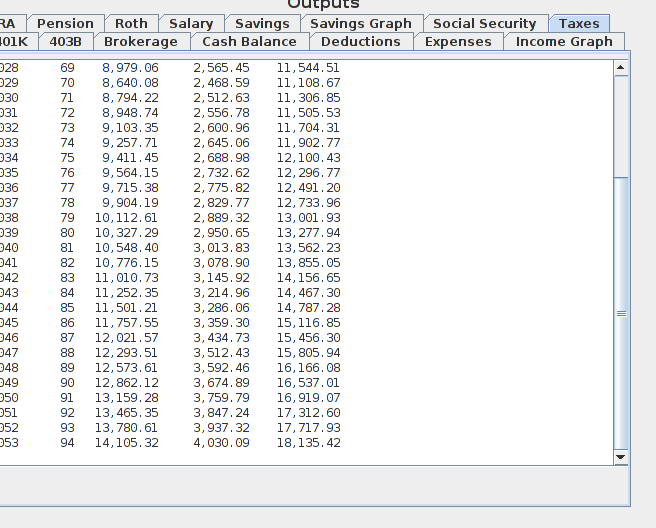 Outputs
RA Pension Roth Salary Savings Savings Graph Social Security Taxes
401K 403B Brokerage Cash Balance Deductions Expenses Income Graph
028 69 8,979.06 2,565.45 11,544.51
029 70 8,640.08 2,468.59 11,108.67
030 71 8,794.22 2,512.63 11,306.85
031 72 8,948.74 2,556.78 11,505.53
032 73 9,103.35 2,600.96 11,704.31
033 74 9,257.71 2,645.06 11,902.77
034 75 9,411.45 2,688.98 12,100.43
035 76 9,564.15 2,732.62 12,296.77
036 77 9,715.38 2,775.82 12,491.20
037 78 9,904.19 2,829.77 12,733.96
038 79 10,112.61 2,889.32 13,001.93
039 80 10,327.29 2,950.65 13,277.94
040 81 10,548.40 3,013.83 13,562.23
041 82 10,776.15 3,078.90 13,855.05
042 83 11,010.73 3,145.92 14,156.65
043 84 11,252.35 3,214.96 14,467.30
044 85 11,501.21 3,286.06 14,787.28
045 86 11,757.55 3,359.30 15,116.85
046 87 12,021.57 3,434.73 15,456.30
047 88 12,293.51 3,512.43 15,805.94
048 89 12,573.61 3,592.46 16,166.08
049 90 12,862.12 3,674.89 16,537.01
050 91 13,159.28 3,759.79 16,919.07
051 92 13,465.35 3,847.24 17,312.60
052 93 13,780.61 3,937.32 17,717.93
053 94 14,105.32 4,030.09 18,135.42